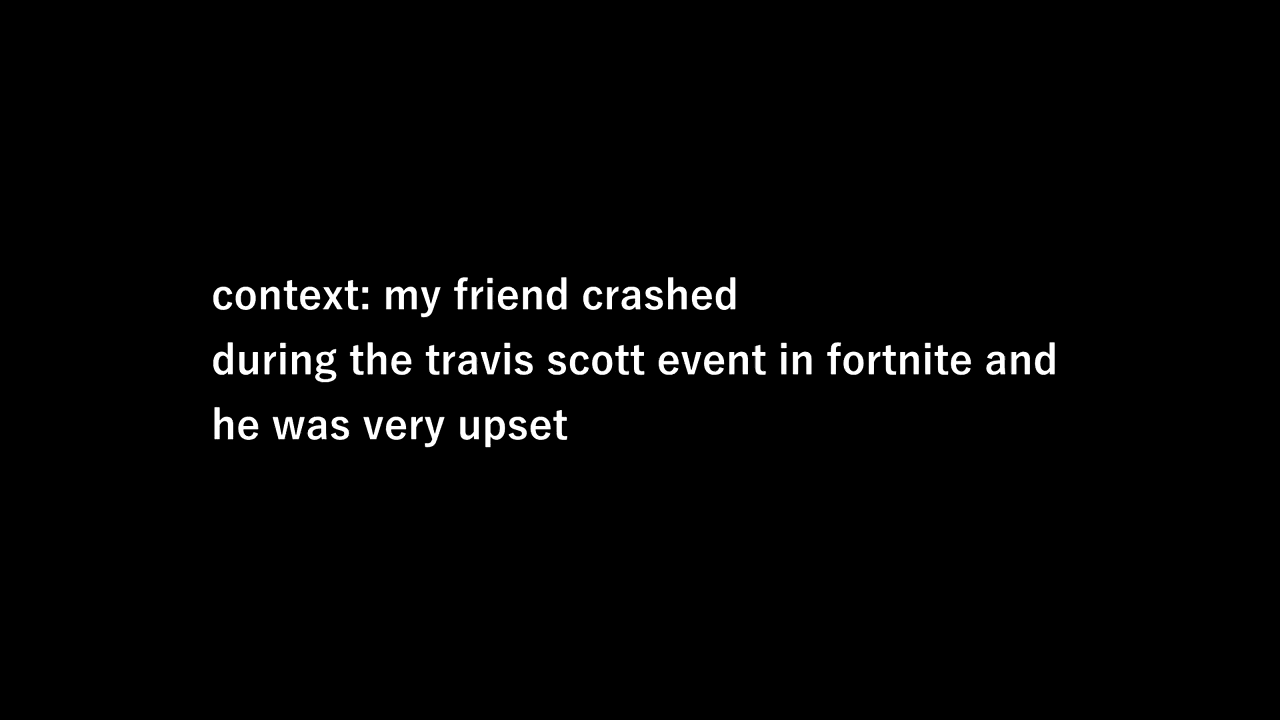 context: my friend crashed
during the travis scott event in fortnite and
he was very upset